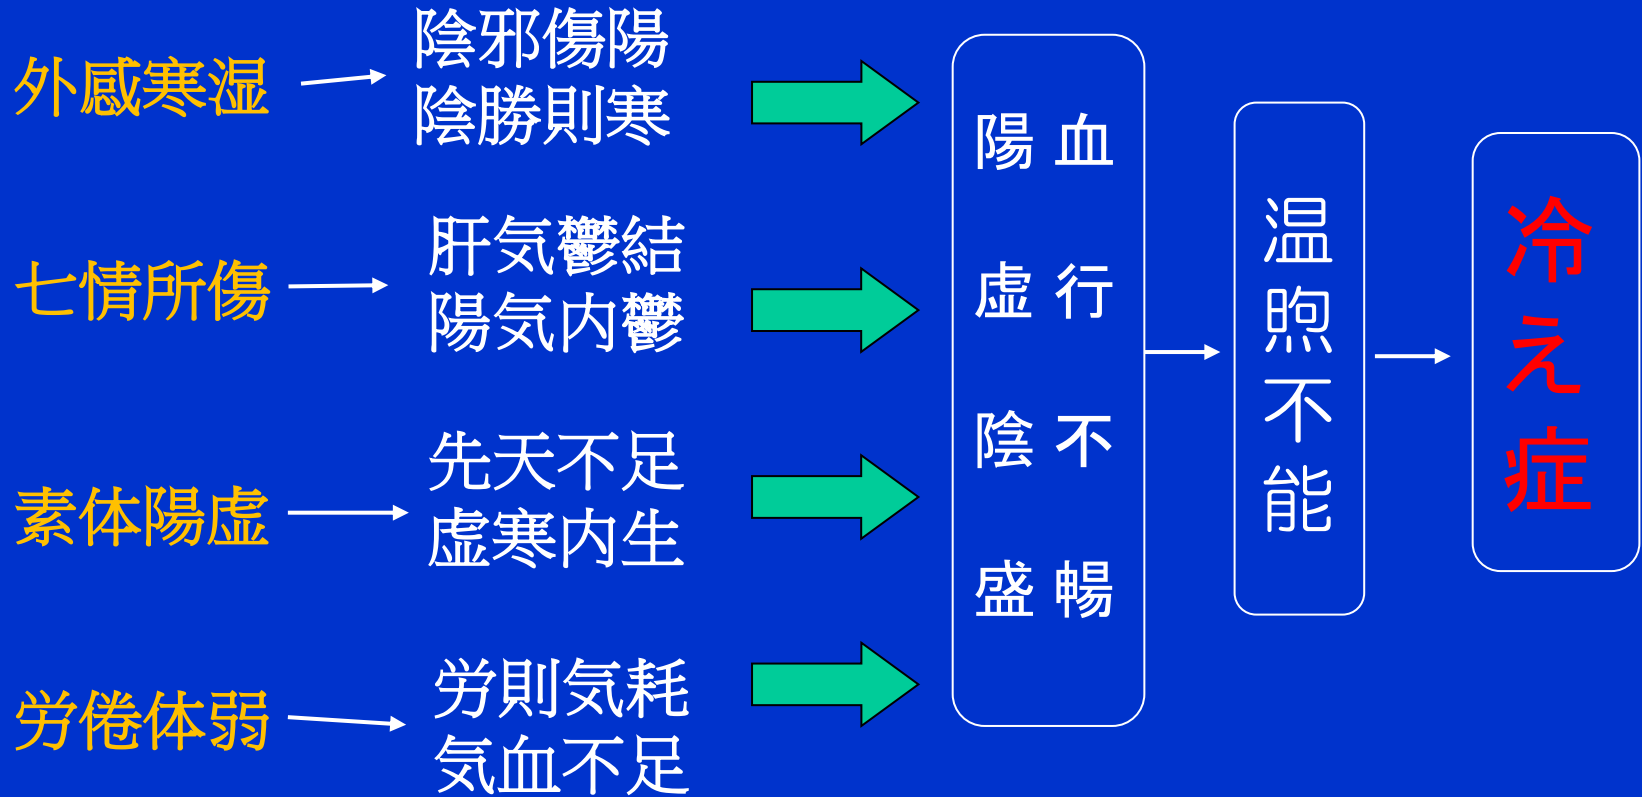 外感寒湿
陰邪傷陽
陰勝則寒
七情所傷
肝気鬱結
陽気内鬱
素体陽虚
先天不足
虚寒内生
労倦体弱
労則気耗
気血不足
血行不暢
陽虚陰盛
温煦不能
冷え症